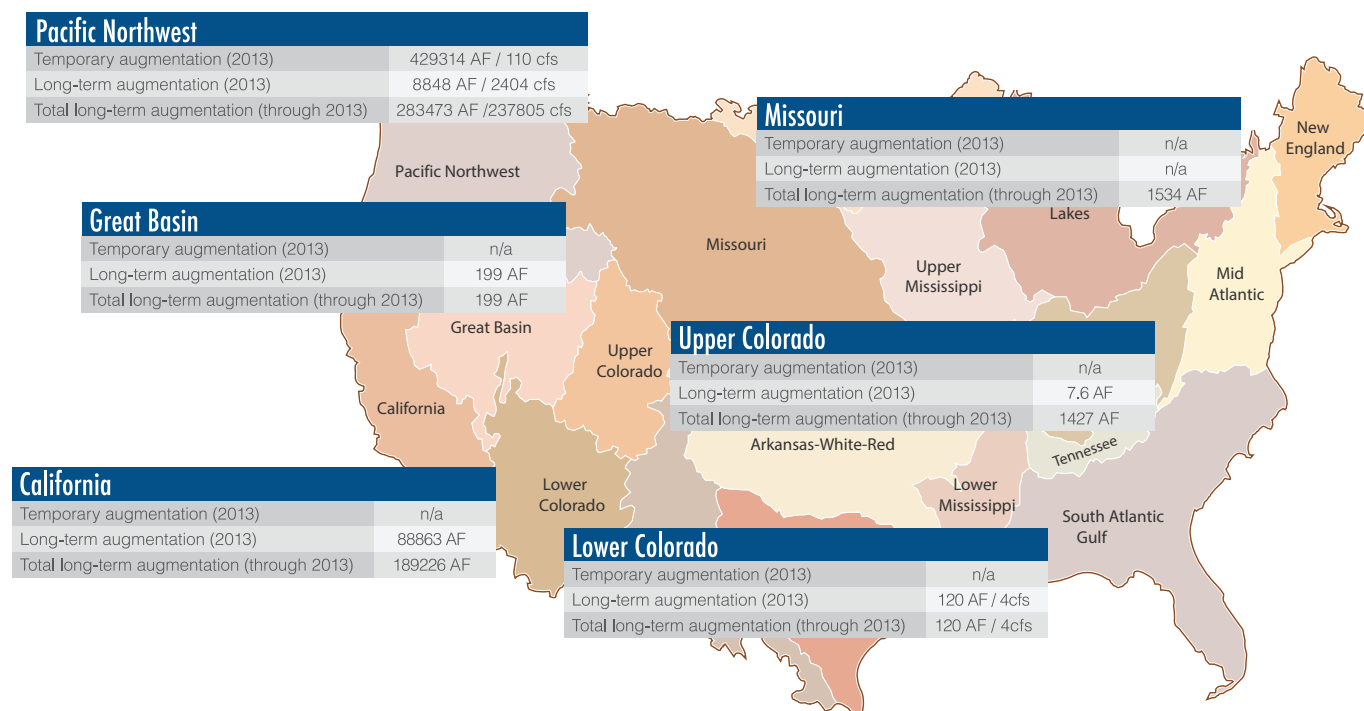 Pacific Northwest
Temporary augmentation (2013) 429314 AF / 110 cfs
Long-term augmentation (2013) 8848 AF / 2404 cfs
Total long-term augmentation (through 2013) 283473 AF /237805 cfs
Missouri
Temporary augmentation (2013) n/a
Long-term augmentation (2013) n/a
Total long-term augmentation (through 2013) 1534 AF
New
England
Pacific Northwest
Great Basin
Temporary augmentation (2013) n/a
Long-term augmentation (2013) 199 AF
Total long-term augmentation (through 2013) 199 AF
Lakes
Missouri
Upper
Mississippi
Mid
Atlantic
Great Basin
Upper
Colorado
Upper Colorado
Temporary augmentation (2013) n/a
Long-term augmentation (2013) 7.6 AF
Total long-term augmentation (through 2013) 1427 AF
California
Arkansas-White-Red
Tennessee
California
Temporary augmentation (2013) n/a
Long-term augmentation (2013) 88863 AF
Total long-term augmentation (through 2013) 189226 AF
Lower
Colorado
Lower
Mississippi
South Atlantic
Gulf
Lower Colorado
Temporary augmentation (2013) n/a
Long-term augmentation (2013) 120 AF / 4cfs
Total long-term augmentation (through 2013) 120 AF / 4cfs